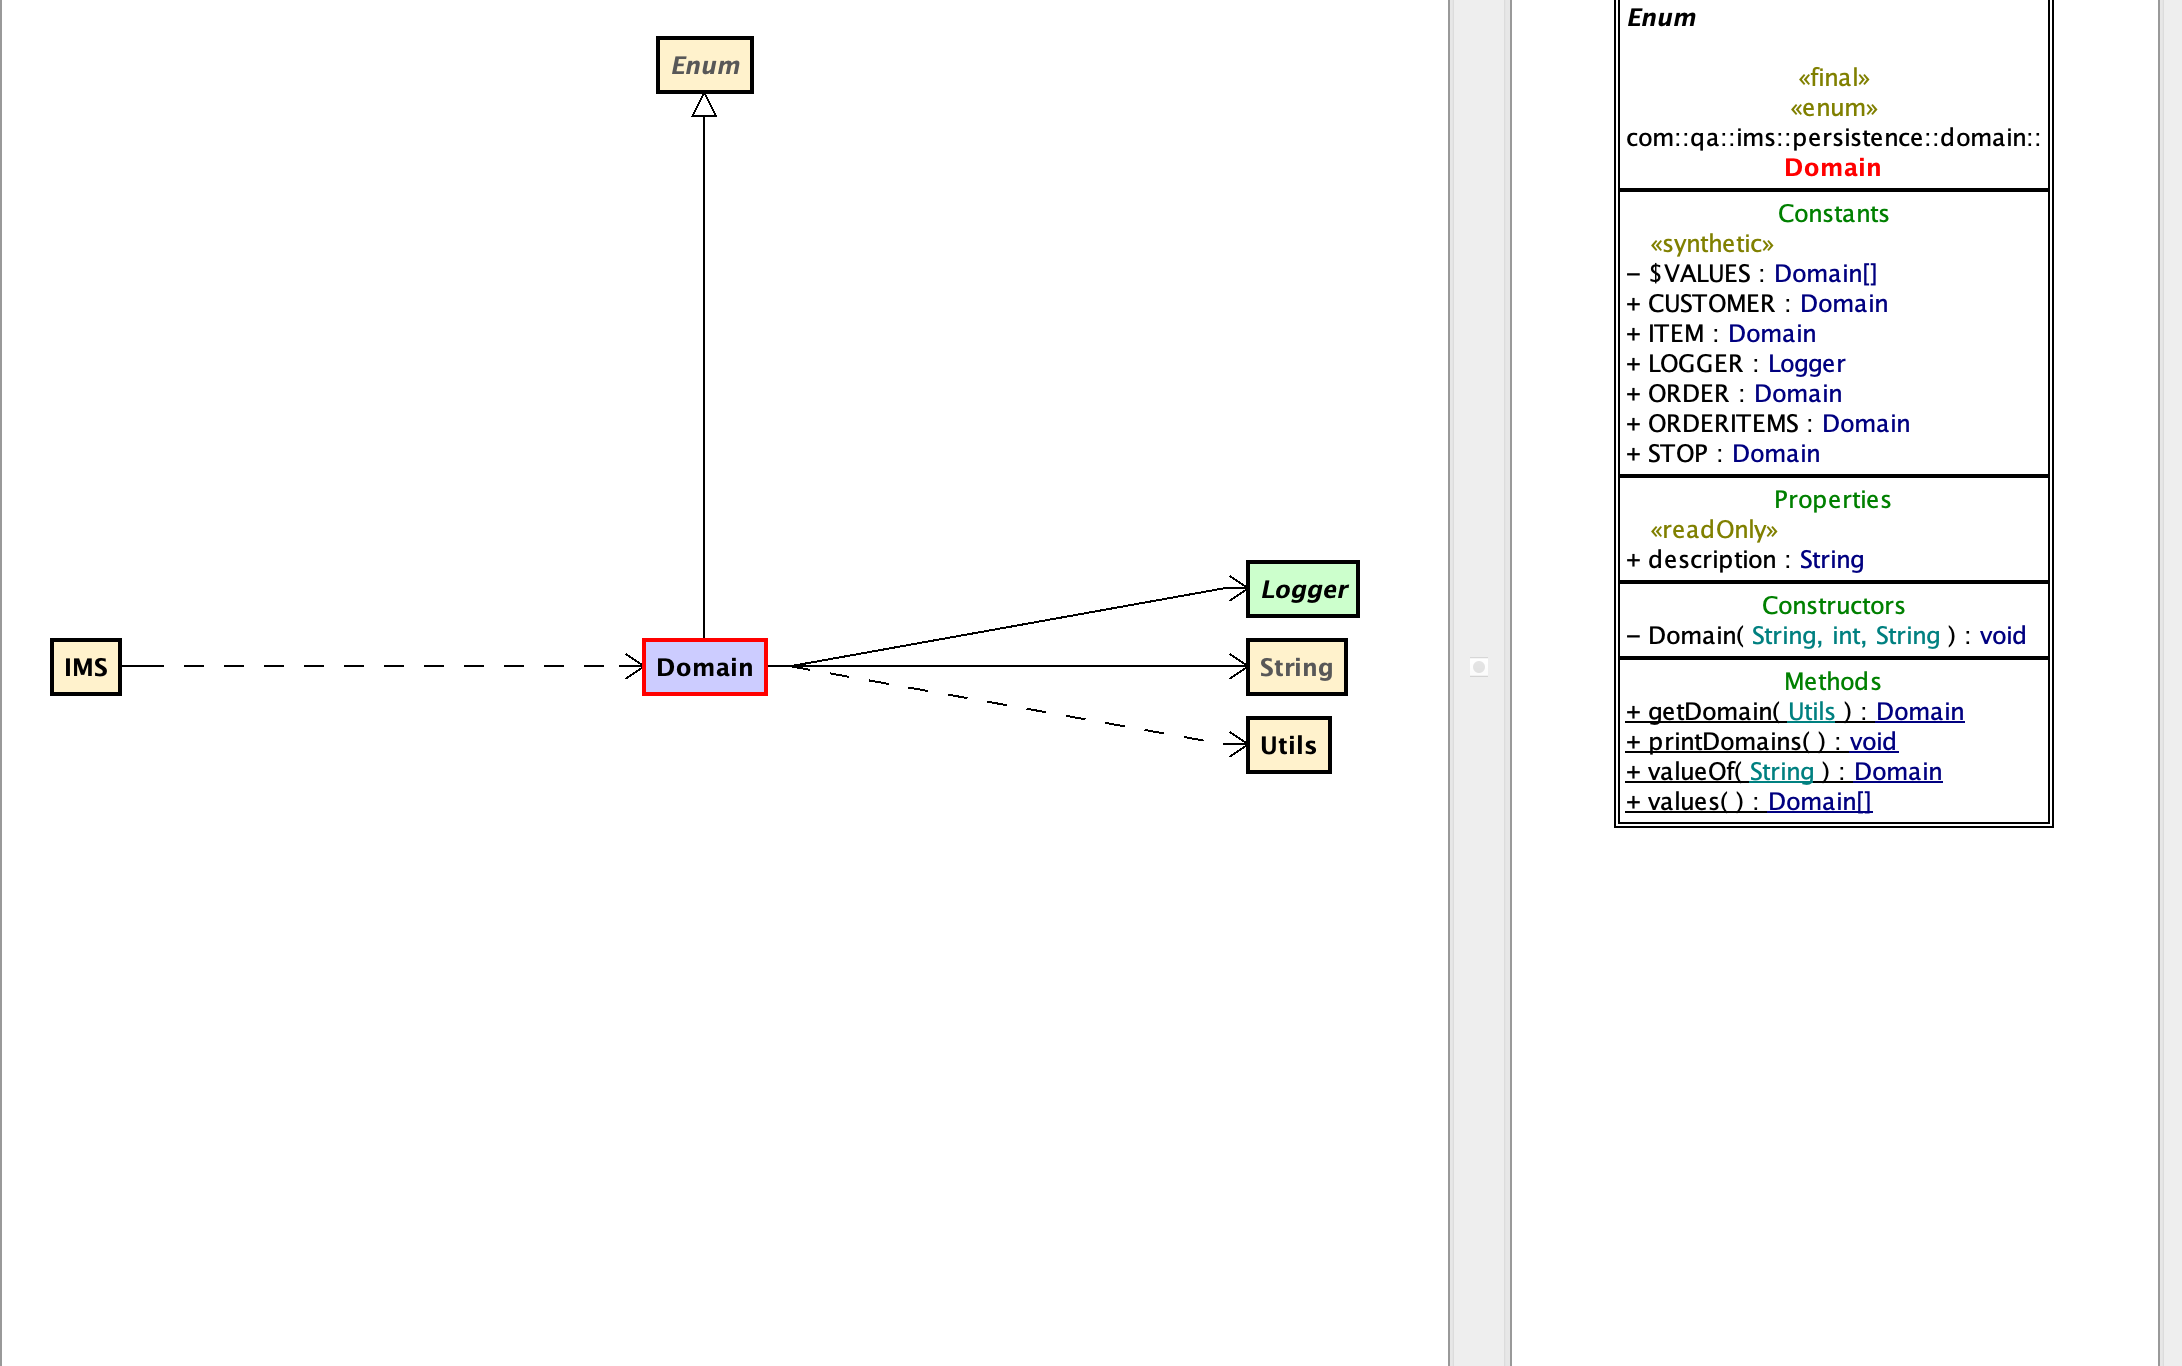 Enum
IMS
Domain
Logger
String
Utils
Enum
«final»
«enum»
com::qa::ims::persistence::domain::
Domain
Constants
«synthetic»
– $VALUES : Domain[]
+ CUSTOMER : Domain
+ ITEM : Domain
+ LOGGER : Logger
+ ORDER : Domain
+ ORDERITEMS : Domain
+ STOP : Domain
Properties
«readOnly»
+ description : String
Constructors
– Domain( String, int, String ) : void
Methods
+ getDomain( Utils ) : Domain
+ printDomains( ) : void
+ valueOf( String ) : Domain
+ values( ) : Domain[]